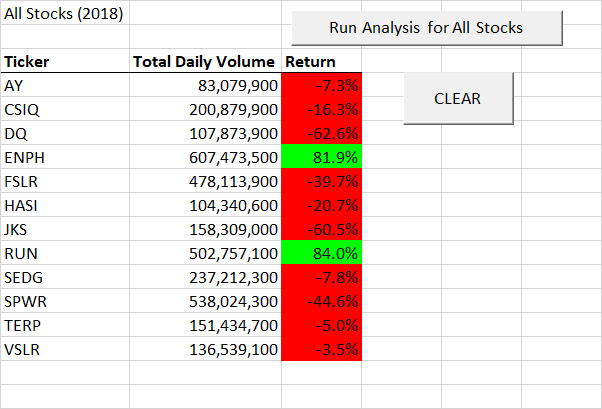 All Stocks (2018)
Run Analysis for All Stocks
Ticker Total Daily Volume Return
AY 83,079,900 -7.3%
CLEAR
CSIQ 200,879,900 -16.3%
DQ 107,873,900 -62.6%
ENPH 607,473,500 81.9%
FSLR 478,113,900 -39.7%
HASI 104,340,600 -20.7%
JKS 158,309,000 -60.5%
RUN 502,757,100 84.0%
SEDG 237,212,300 -7.8%
SPWR 538,024,300 -44.6%
TERP 151,434,700 -5.0%
VSLR 136,539,100 -3.5%